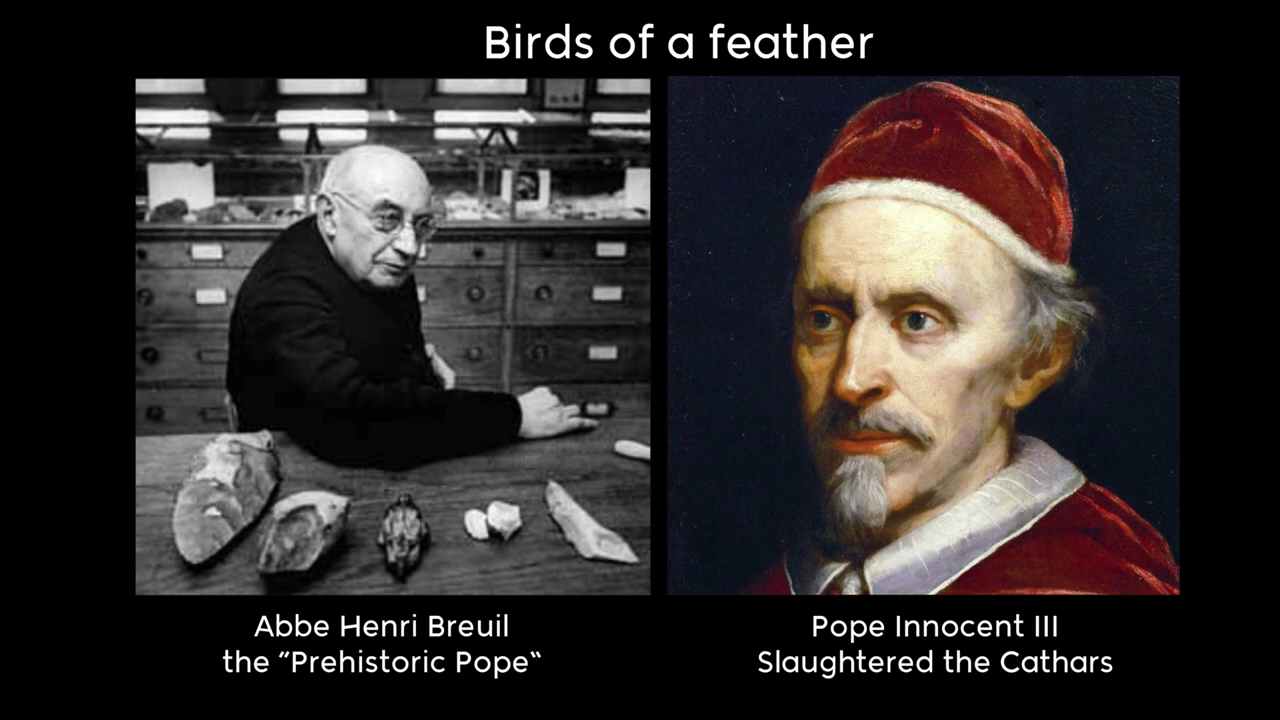 Birds of a feather
Abbe Henri Breuil
the “Prehistoric Pope“
Pope Innocent III
Slaughtered the Cathars